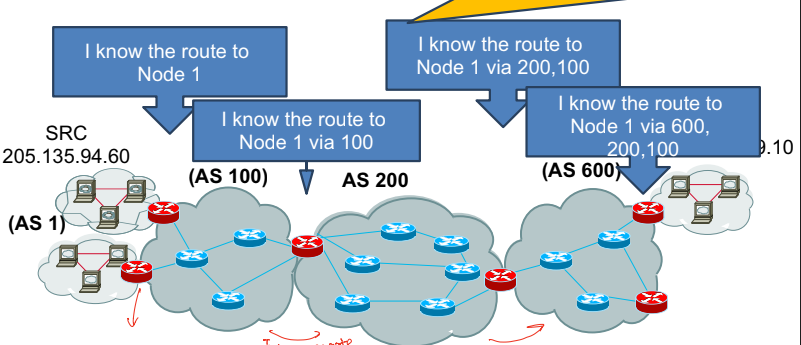 I know the route to
Node 1
I know the route to
Node 1 via 100
I know the route to
Node 1 via 200,100
I know the route to
Node 1 via 600,
200,100
SRC
205.135.94.60
9.10
(AS 100)
AS 200
(AS 600)
(AS 1)